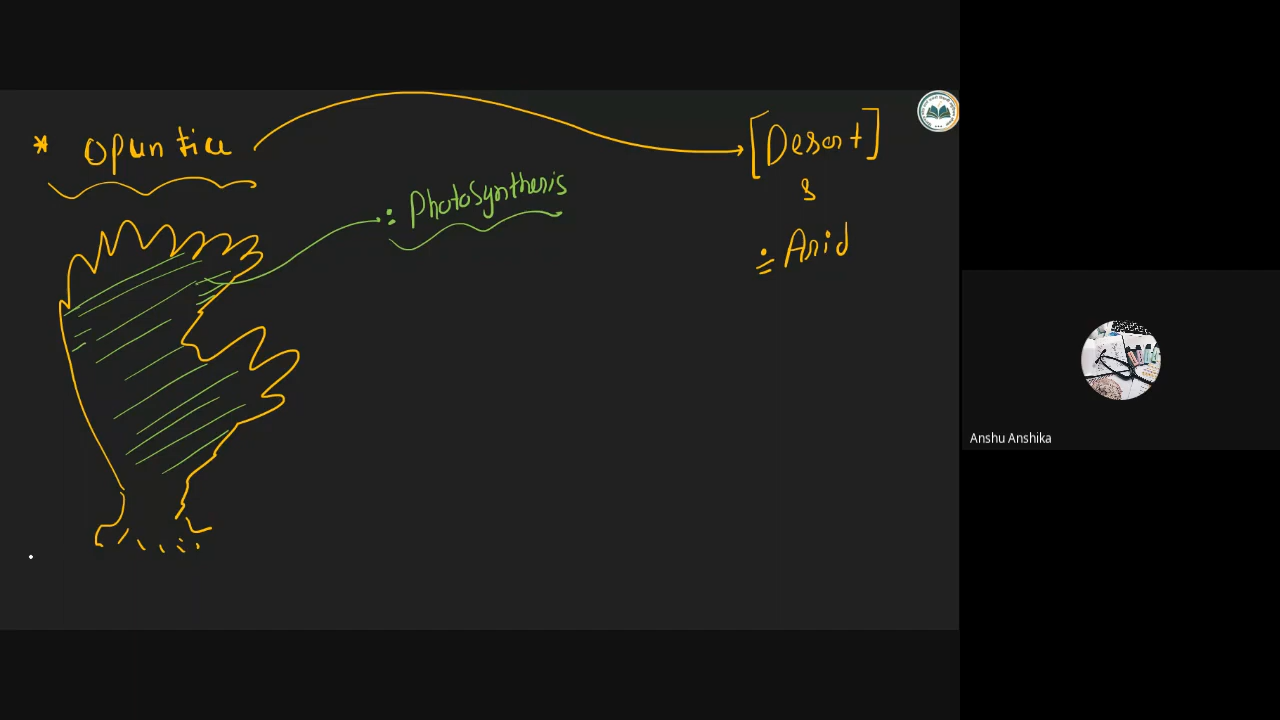 * Opuntia
[Desert]
&
Arid
: Photosynthesis
Anshu Anshika